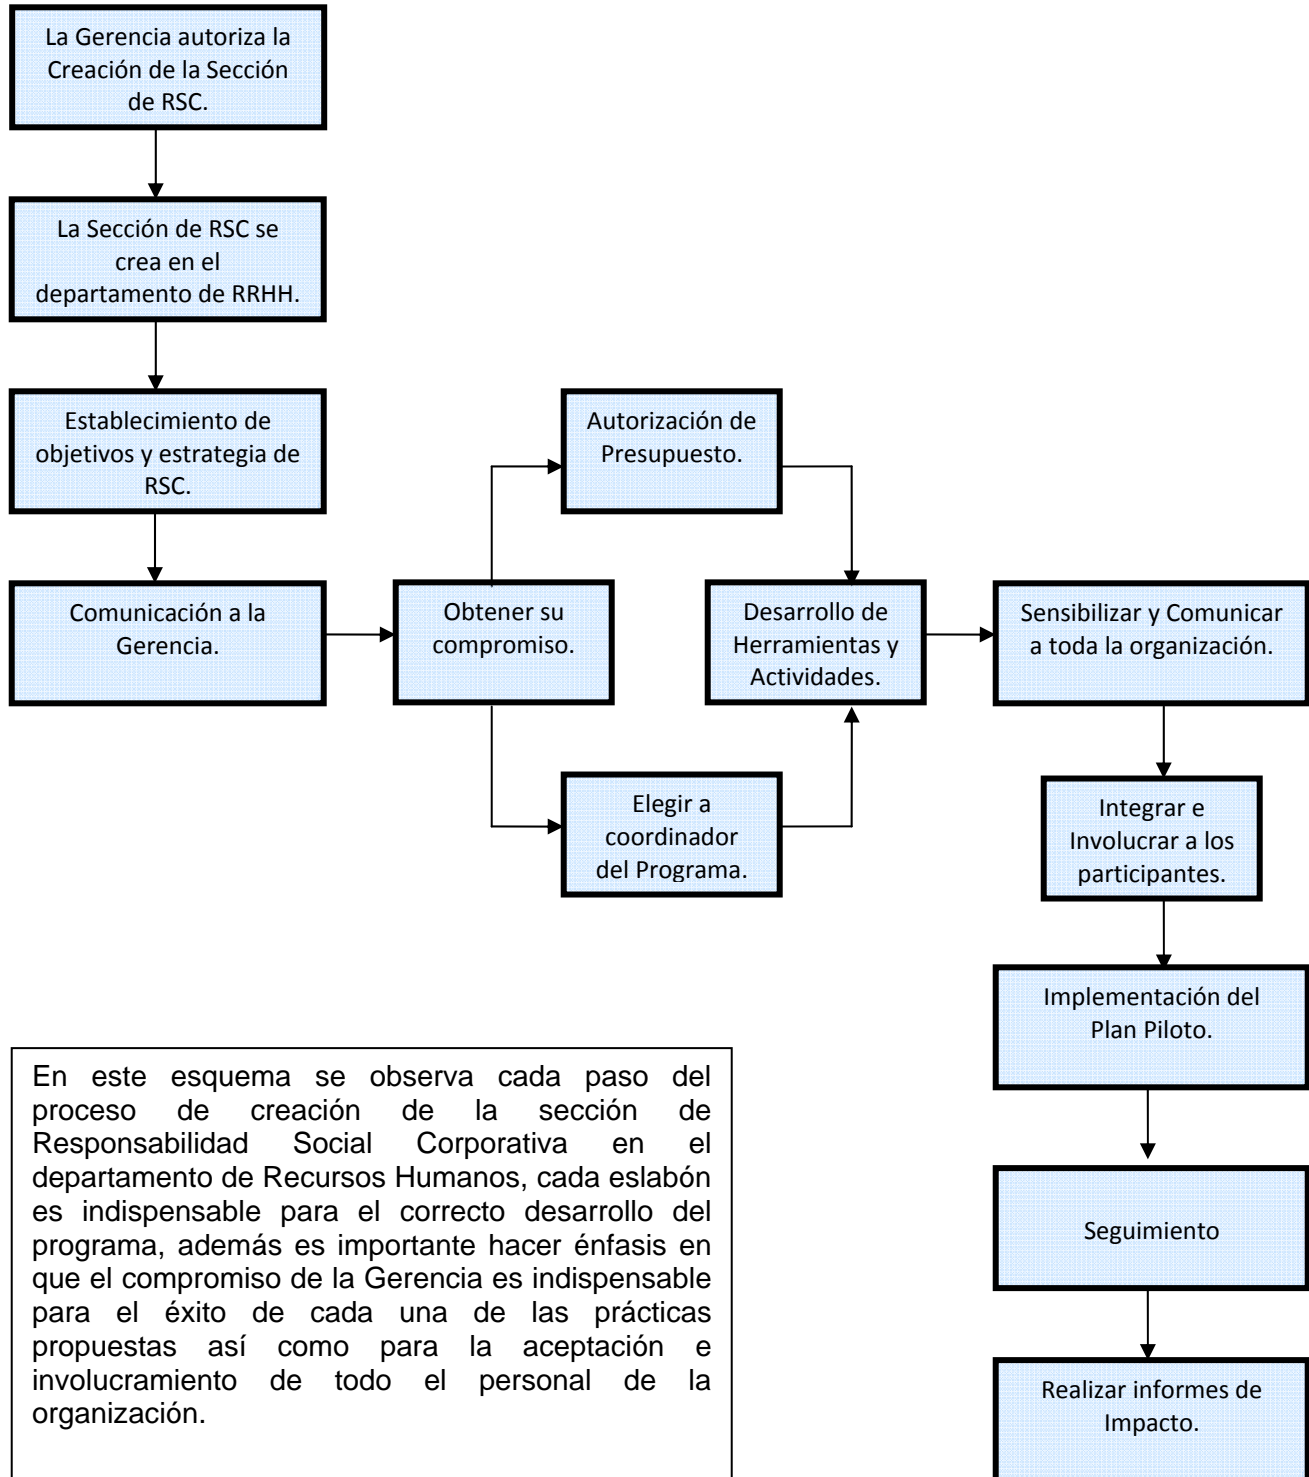 La Gerencia autoriza la
Creación de la Sección
de RSC.
La Sección de RSC se
crea en el
departamento de RRHH.
Establecimiento de
objetivos y estrategia de
RSC.
Comunicación a la
Gerencia.
Obtener su
compromiso.
Autorización de
Presupuesto.
Elegir a
coordinador
del Programa.
Desarrollo de
Herramientas y
Actividades.
Sensibilizar y Comunicar
a toda la organización.
Integrar e
Involucrar a los
participantes.
Implementación del
Plan Piloto.
Seguimiento
Realizar informes de
Impacto.
En este esquema se observa cada paso del
proceso de creación de la sección de
Responsabilidad Social Corporativa en el
departamento de Recursos Humanos, cada eslabón
es indispensable para el correcto desarrollo del
programa, además es importante hacer énfasis en
que el compromiso de la Gerencia es indispensable
para el éxito de cada una de las prácticas
propuestas así como para la aceptación e
involucramiento de todo el personal de la
organización.